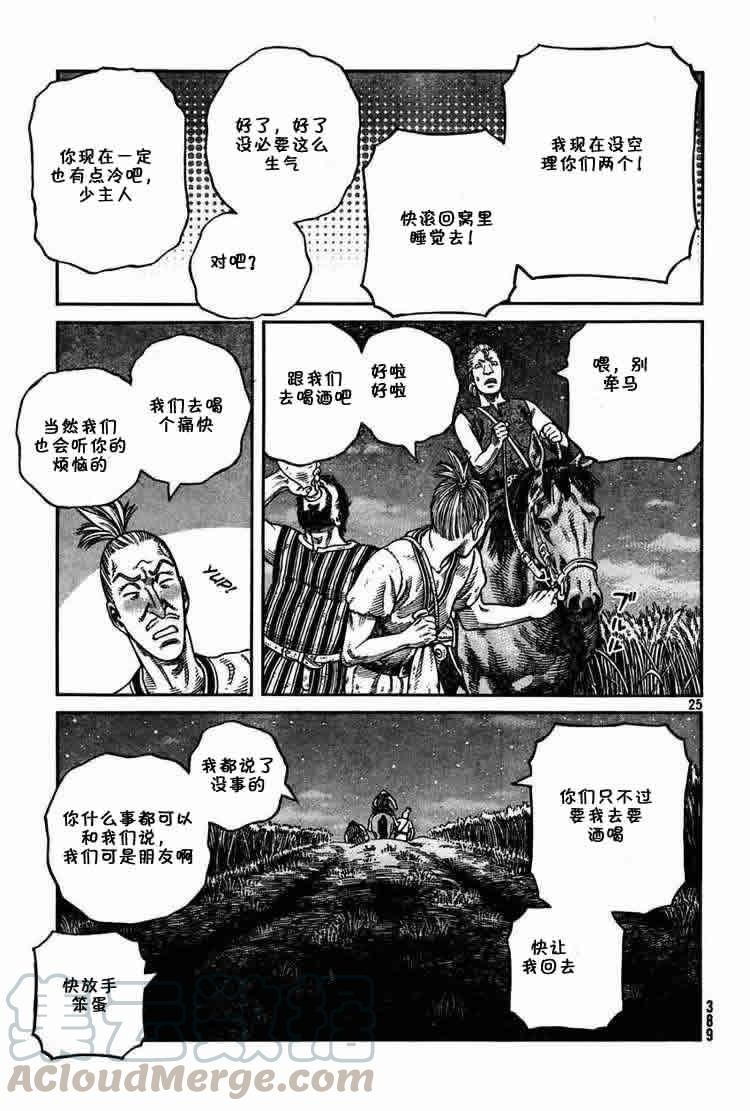 我现在没空
理你们两个！
快滚回窝里
睡觉去！
好了，好了
没必要这么
生气
对吧？
你现在一定
也有点冷吧，
少主人
喂，别
牵马
好啦
好啦
跟我们
去喝酒吧
ブルル
我们去喝
个痛快
当然我们
也会听你的
烦恼的
YUP!
25
你们只不过
要我去要
酒喝
快让
我回去
我都说了
没事的
你什么事都可以
和我们说，
我们可是朋友啊
快放手
笨蛋
389
集云数据
AcloudMerge.com